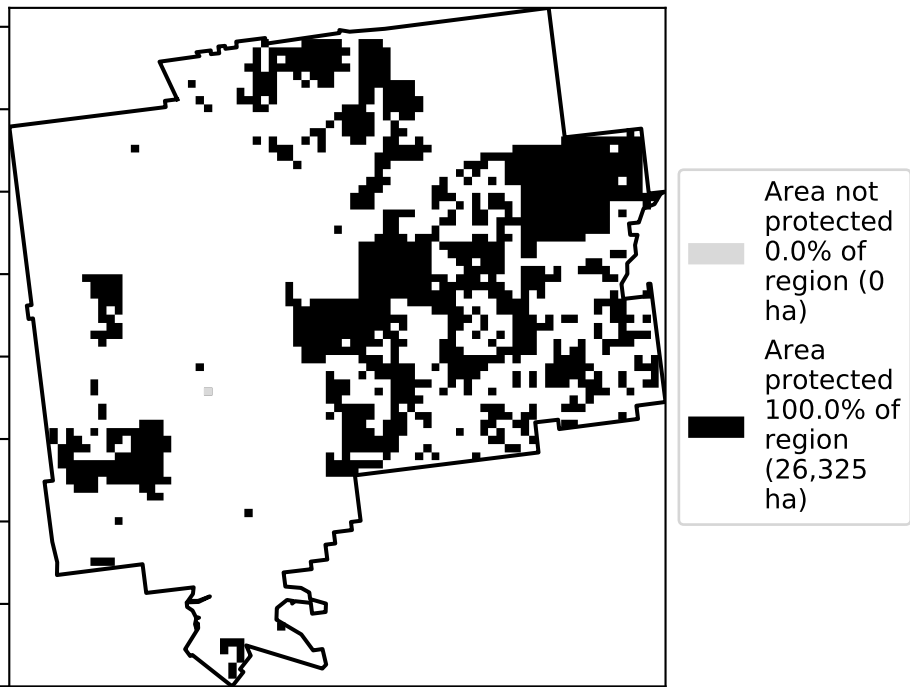 Area not
protected
0.0% of
region (0
ha)
Area
protected
100.0% of
region
(26,325
ha)